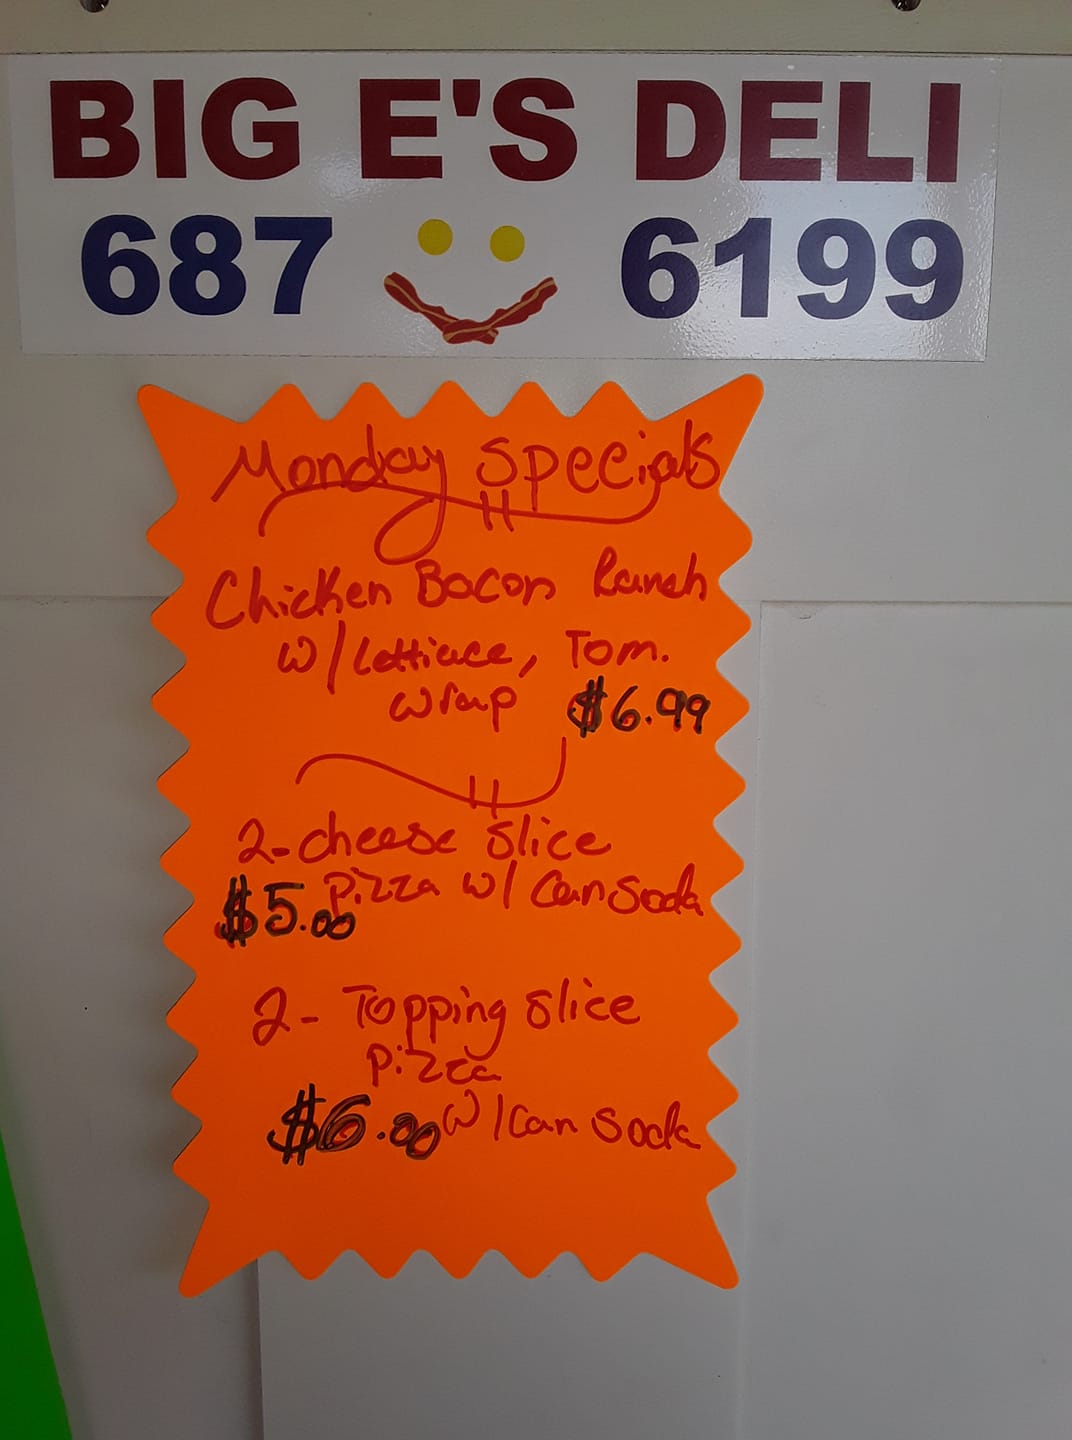 BIG E'S DELI
687 6199
Monday Specials
Chicken Bacon Ranch
w/Lettiuce, Tom.
wrap $6.99
2-cheese slice
pizza w/ Can Soda
$5.00
2- Topping slice
pizza
$6.00 w/Can Soda